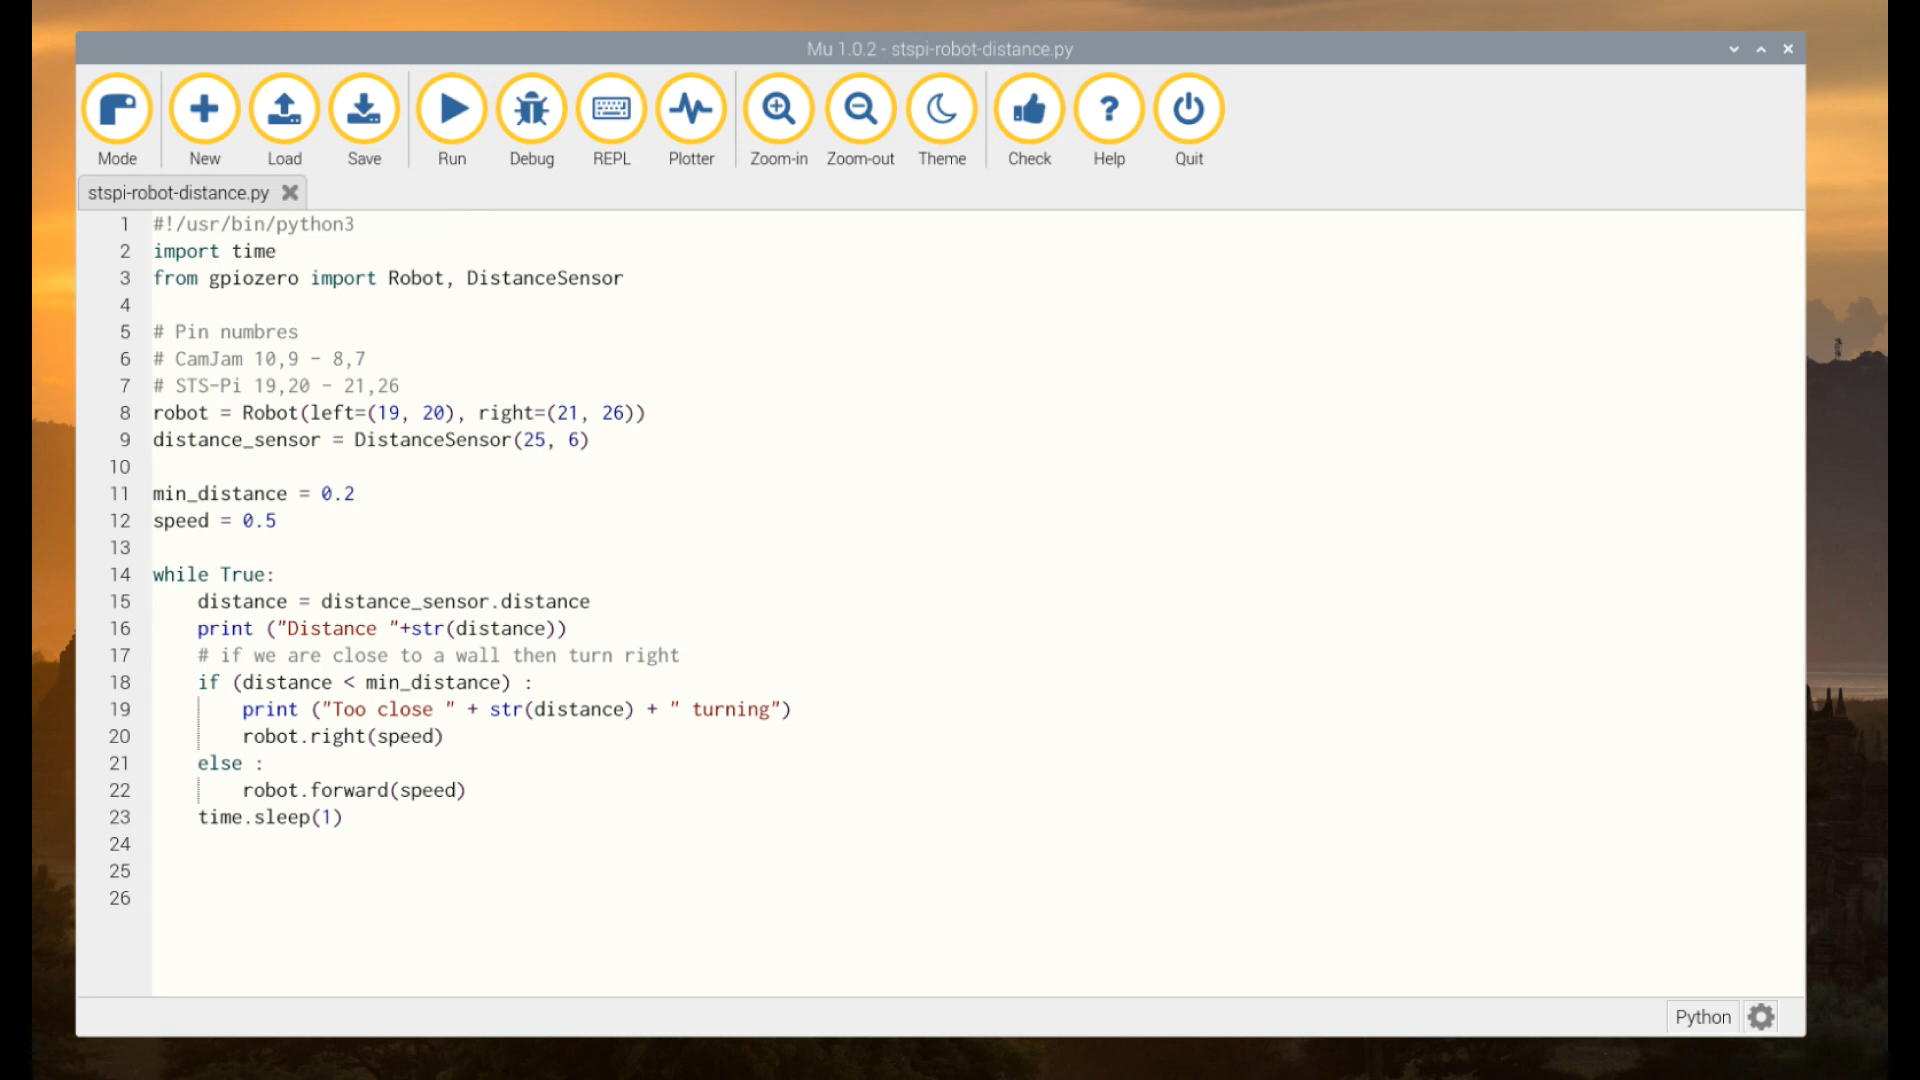 Mu 1.0.2 - stspi-robot-distance.py
Mode New Load Save Run Debug REPL Plotter Zoom-in Zoom-out Theme Check Help Quit
stspi-robot-distance.py
1 #!/usr/bin/python3
2 import time
3 from gpiozero import Robot, DistanceSensor
4
5 # Pin numbres
6 # CamJam 10,9 - 8,7
7 # STS-Pi 19,20 - 21,26
8 robot = Robot(left=(19, 20), right=(21, 26))
9 distance_sensor = DistanceSensor(25, 6)
10
11 min_distance = 0.2
12 speed = 0.5
13
14 while True:
15     distance = distance_sensor.distance
16     print ("Distance "+str(distance))
17     # if we are close to a wall then turn right
18     if (distance < min_distance) :
19         print ("Too close " + str(distance) + " turning")
20         robot.right(speed)
21     else :
22         robot.forward(speed)
23     time.sleep(1)
24
25
26
Python